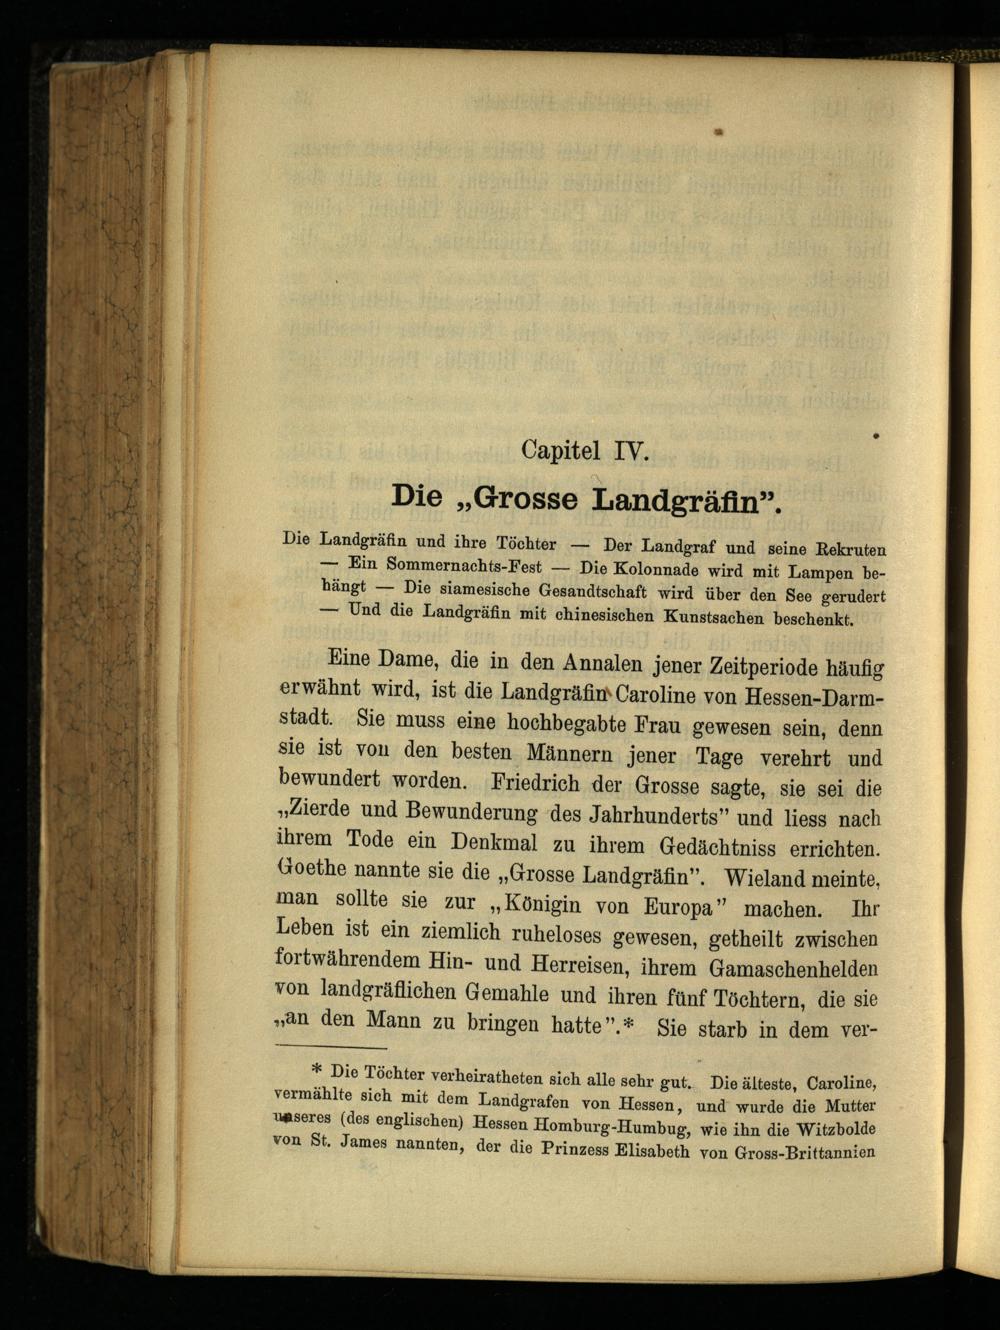 Capitel IV.
Die „Grosse Landgräfin”.
Die Landgräfin und ihre Töchter — Der Landgraf und seine Rekruten
— Ein Sommernachts-Fest — Die Kolonnade wird mit Lampen be-
hängt — Die siamesische Gesandtschaft wird über den See gerudert
— Und die Landgräfin mit chinesischen Kunstsachen beschenkt.
Eine Dame, die in den Annalen jener Zeitperiode häufig
erwähnt wird, ist die Landgräfin Caroline von Hessen-Darm-
stadt. Sie muss eine hochbegabte Frau gewesen sein, denn
sie ist von den besten Männern jener Tage verehrt und
bewundert worden. Friedrich der Grosse sagte, sie sei die
„Zierde und Bewunderung des Jahrhunderts” und liess nach
ihrem Tode ein Denkmal zu ihrem Gedächtniss errichten.
Goethe nannte sie die „Grosse Landgräfin”. Wieland meinte,
man sollte sie zur „Königin von Europa” machen. Ihr
Leben ist ein ziemlich ruheloses gewesen, getheilt zwischen
fortwährendem Hin- und Herreisen, ihrem Gamaschenhelden
von landgräflichen Gemahle und ihren fünf Töchtern, die sie
„an den Mann zu bringen hatte”.* Sie starb in dem ver-
* Die Töchter verheiratheten sich alle sehr gut. Die älteste, Caroline,
vermählte sich mit dem Landgrafen von Hessen, und wurde die Mutter
unseres (des englischen) Hessen Homburg-Humbug, wie ihn die Witzbolde
von St. James nannten, der die Prinzess Elisabeth von Gross-Brittannien